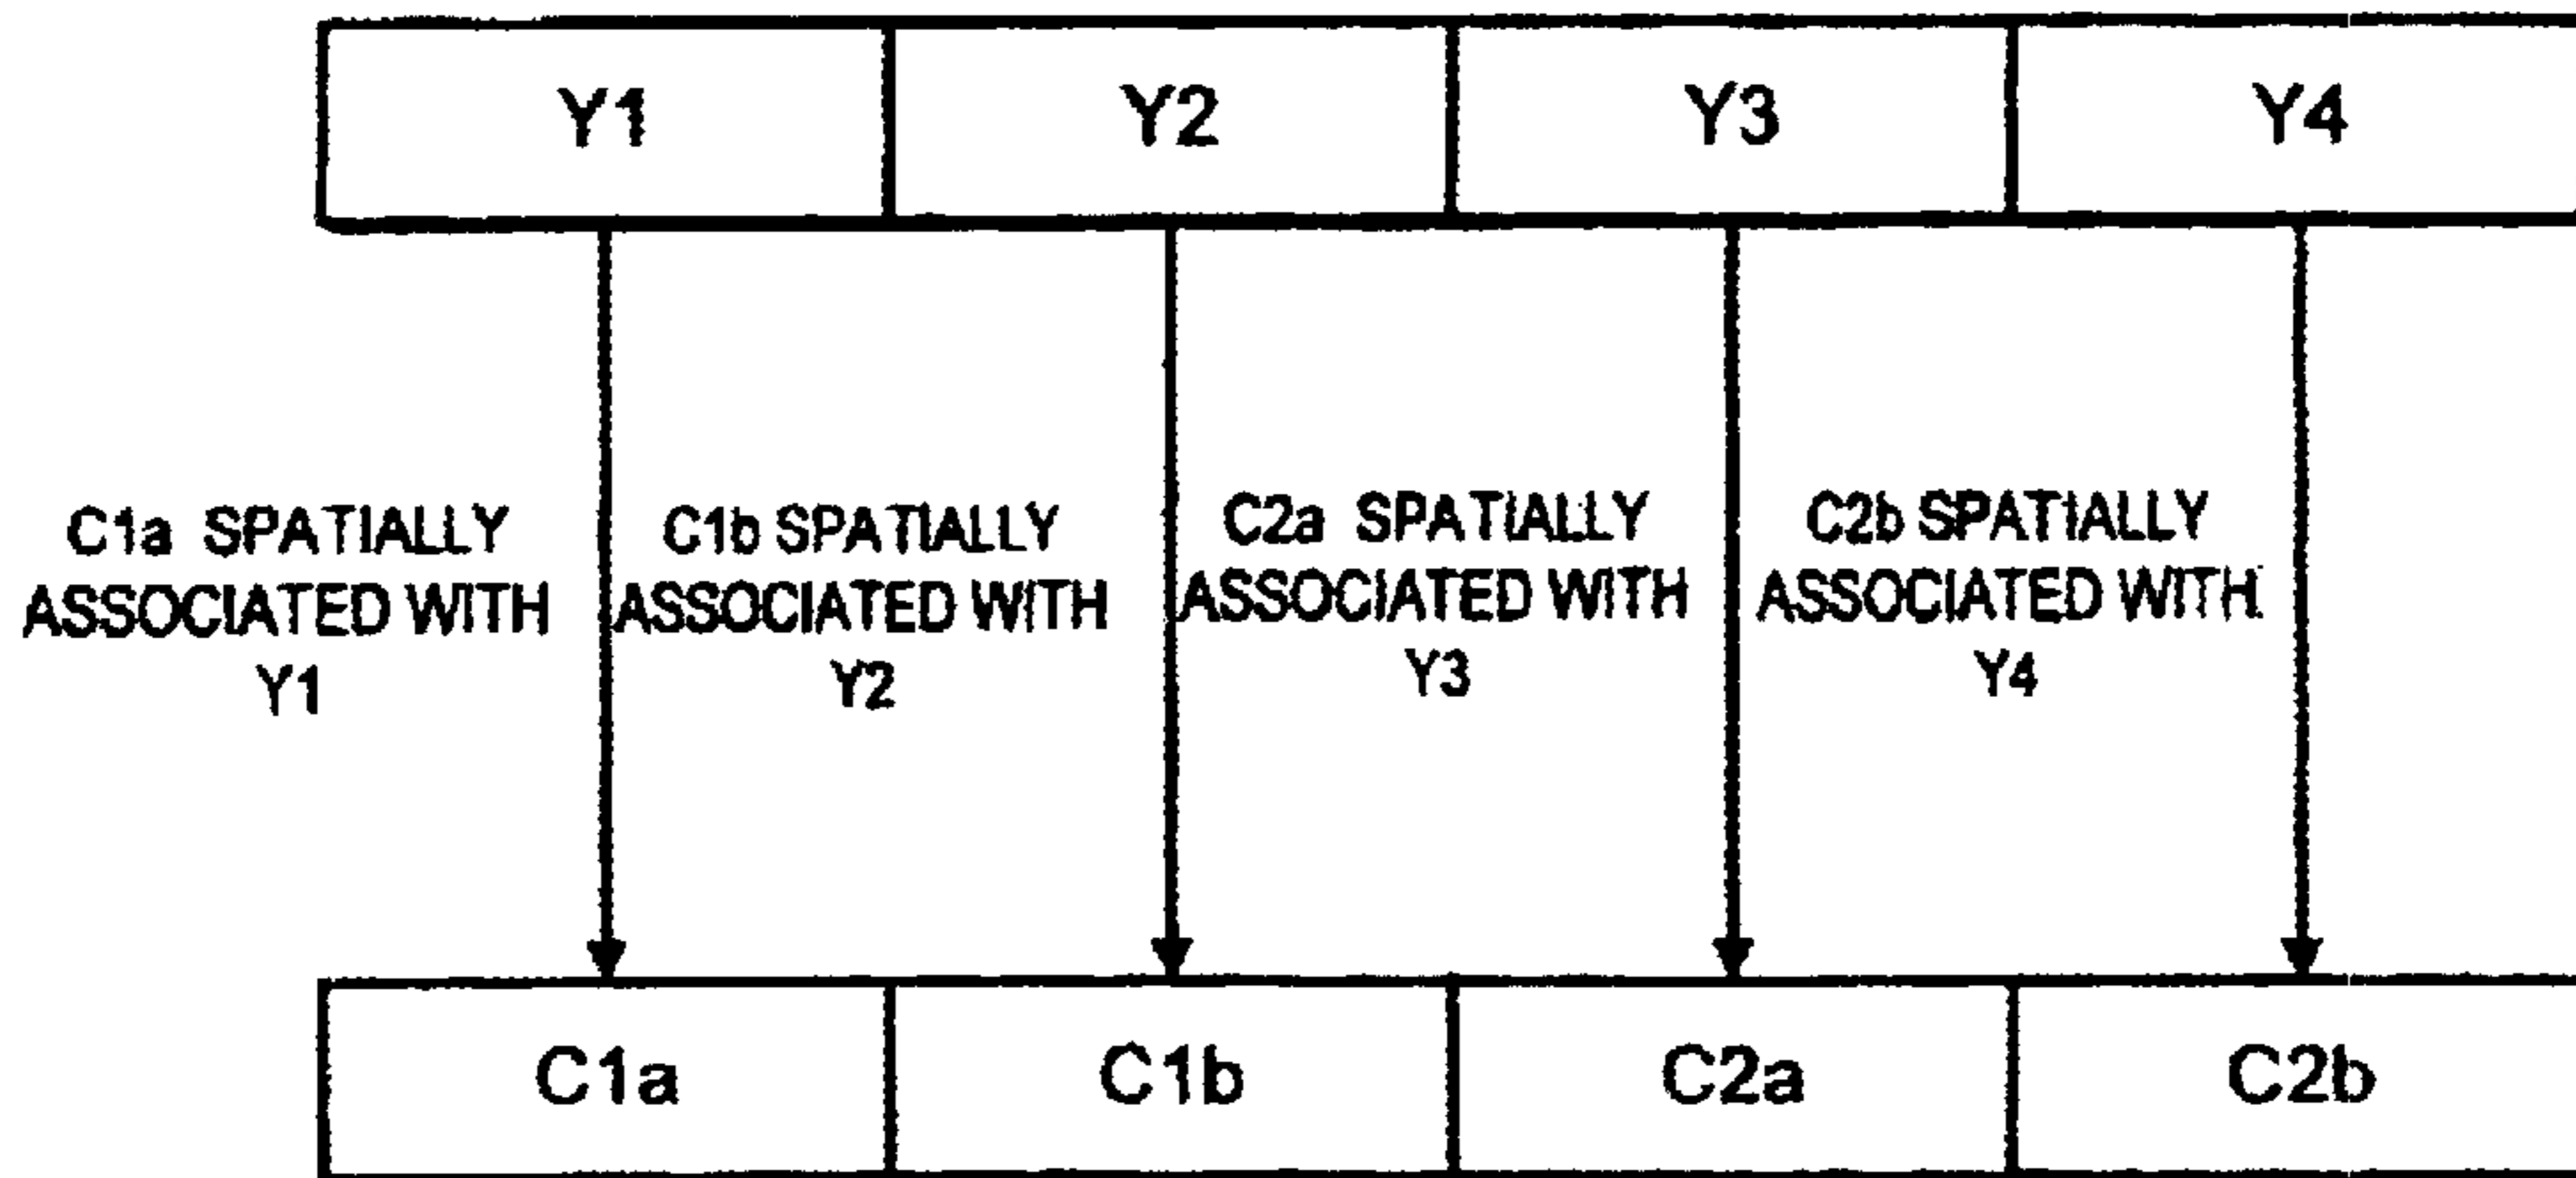 Y1 Y2 Y3 Y4
C1a SPATIALLY
ASSOCIATED WITH
Y1
C1b SPATIALLY
ASSOCIATED WITH
Y2
C2a SPATIALLY
ASSOCIATED WITH
Y3
C2b SPATIALLY
ASSOCIATED WITH
Y4
C1a C1b C2a C2b